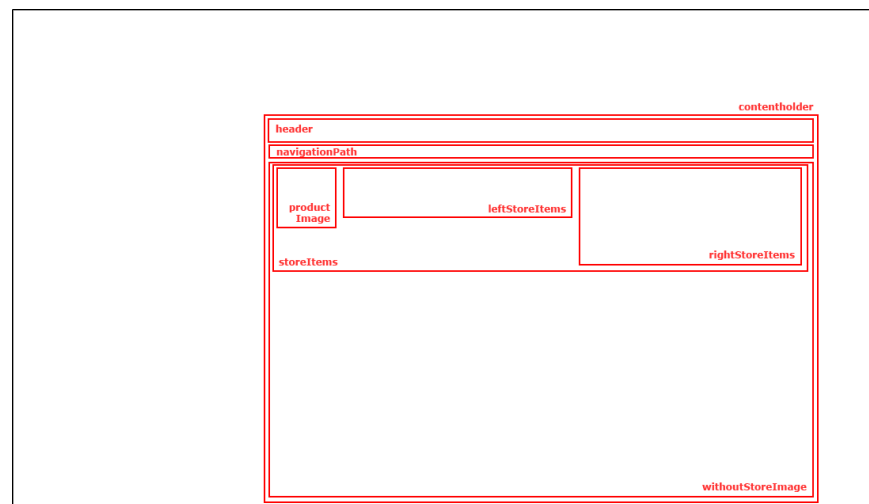 contentholder
header
navigationPath
product
Image
leftStoreItems
rightStoreItems
storeItems
withoutStoreImage